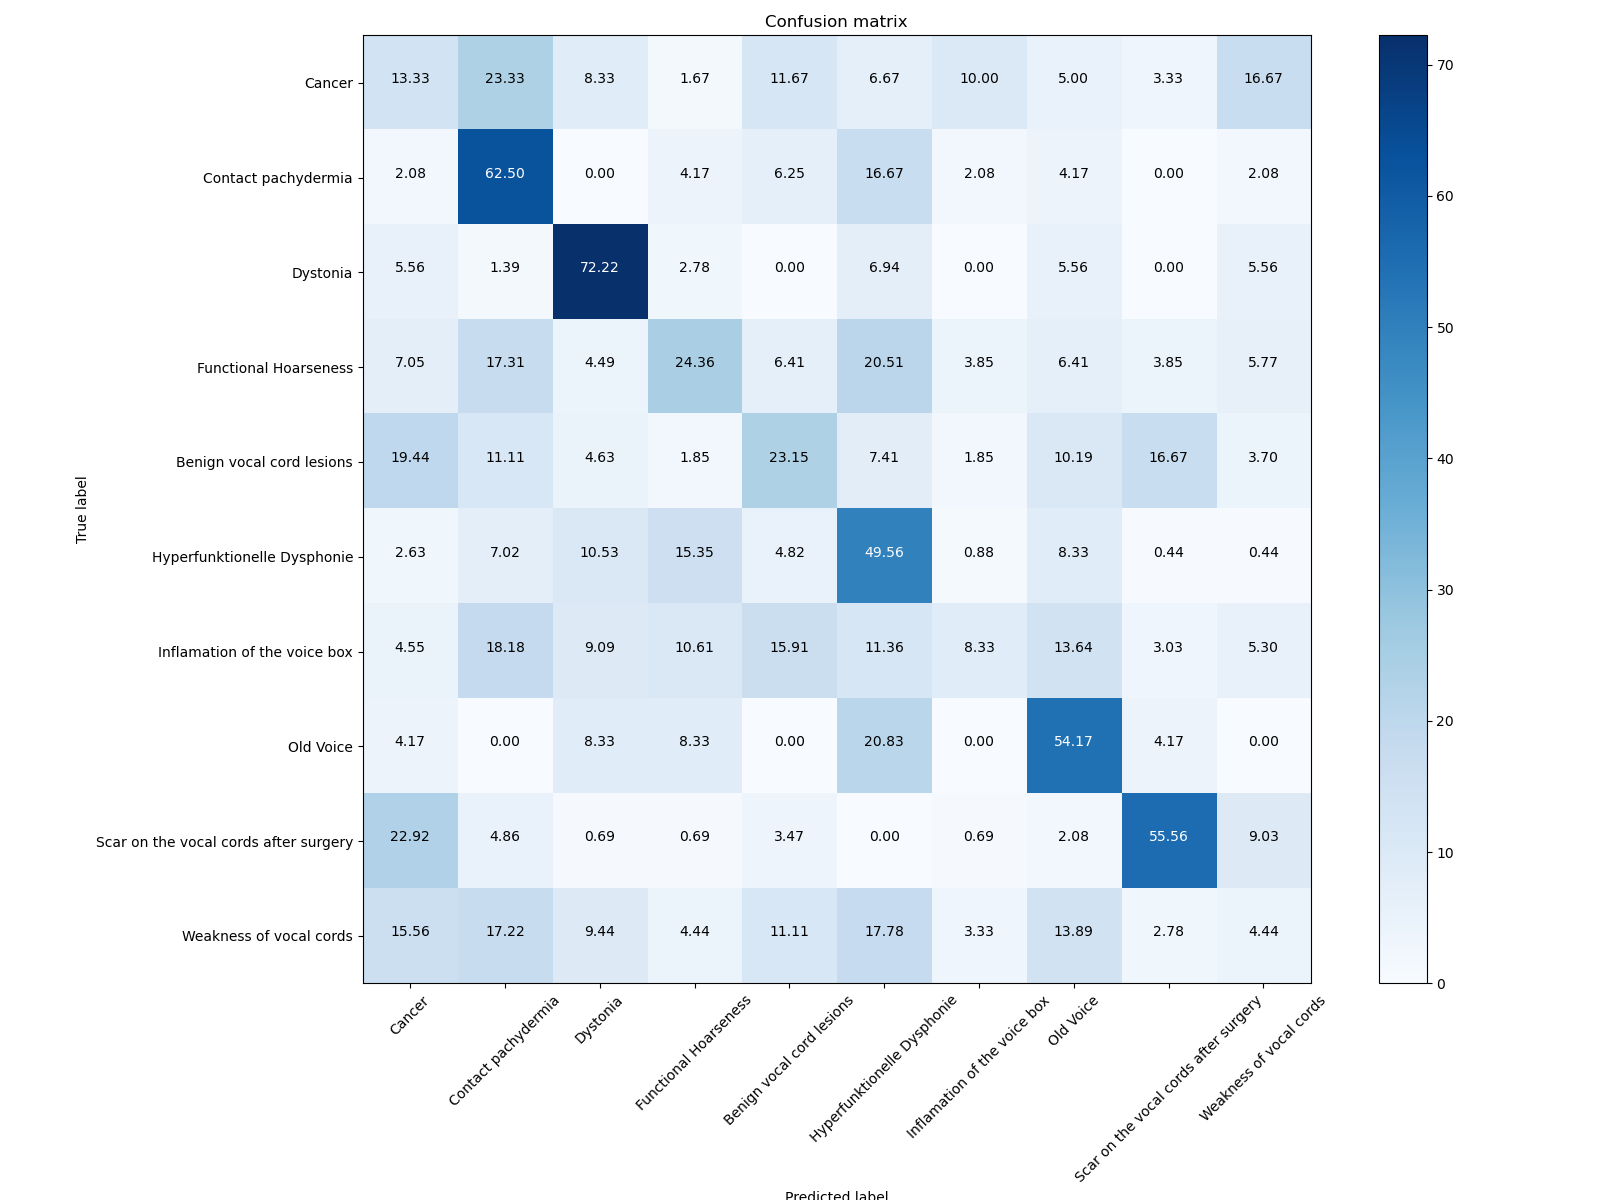 Confusion matrix
Cancer 13.33 23.33 8.33 1.67 11.67 6.67 10.00 5.00 3.33 16.67
Contact pachydermia 2.08 62.50 0.00 4.17 6.25 16.67 2.08 4.17 0.00 2.08
Dystonia 5.56 1.39 72.22 2.78 0.00 6.94 0.00 5.56 0.00 5.56
Functional Hoarseness 7.05 17.31 4.49 24.36 6.41 20.51 3.85 6.41 3.85 5.77
Benign vocal cord lesions 19.44 11.11 4.63 1.85 23.15 7.41 1.85 10.19 16.67 3.70
Hyperfunktionelle Dysphonie 2.63 7.02 10.53 15.35 4.82 49.56 0.88 8.33 0.44 0.44
Inflamation of the voice box 4.55 18.18 9.09 10.61 15.91 11.36 8.33 13.64 3.03 5.30
Old Voice 4.17 0.00 8.33 8.33 0.00 20.83 0.00 54.17 4.17 0.00
Scar on the vocal cords after surgery 22.92 4.86 0.69 0.69 3.47 0.00 0.69 2.08 55.56 9.03
Weakness of vocal cords 15.56 17.22 9.44 4.44 11.11 17.78 3.33 13.89 2.78 4.44
True label
Cancer
Contact pachydermia
Dystonia
Functional Hoarseness
Benign vocal cord lesions
Hyperfunktionelle Dysphonie
Inflamation of the voice box
Old Voice
Scar on the vocal cords after surgery
Weakness of vocal cords
Predicted label
70
60
50
40
30
20
10
0